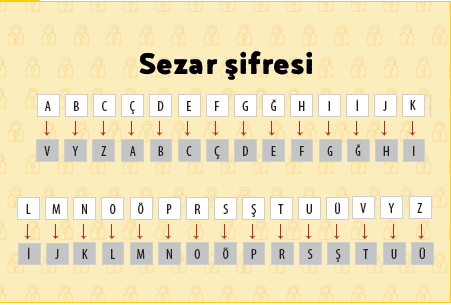 Sezar şifresi
A B C Ç D E F G Ğ H I İ J K
V Y Z A B C Ç D E F G Ğ H I
L M N O Ö P R S Ş T U Ü V Y Z
İ J K L M N O Ö P R S Ş T U Ü